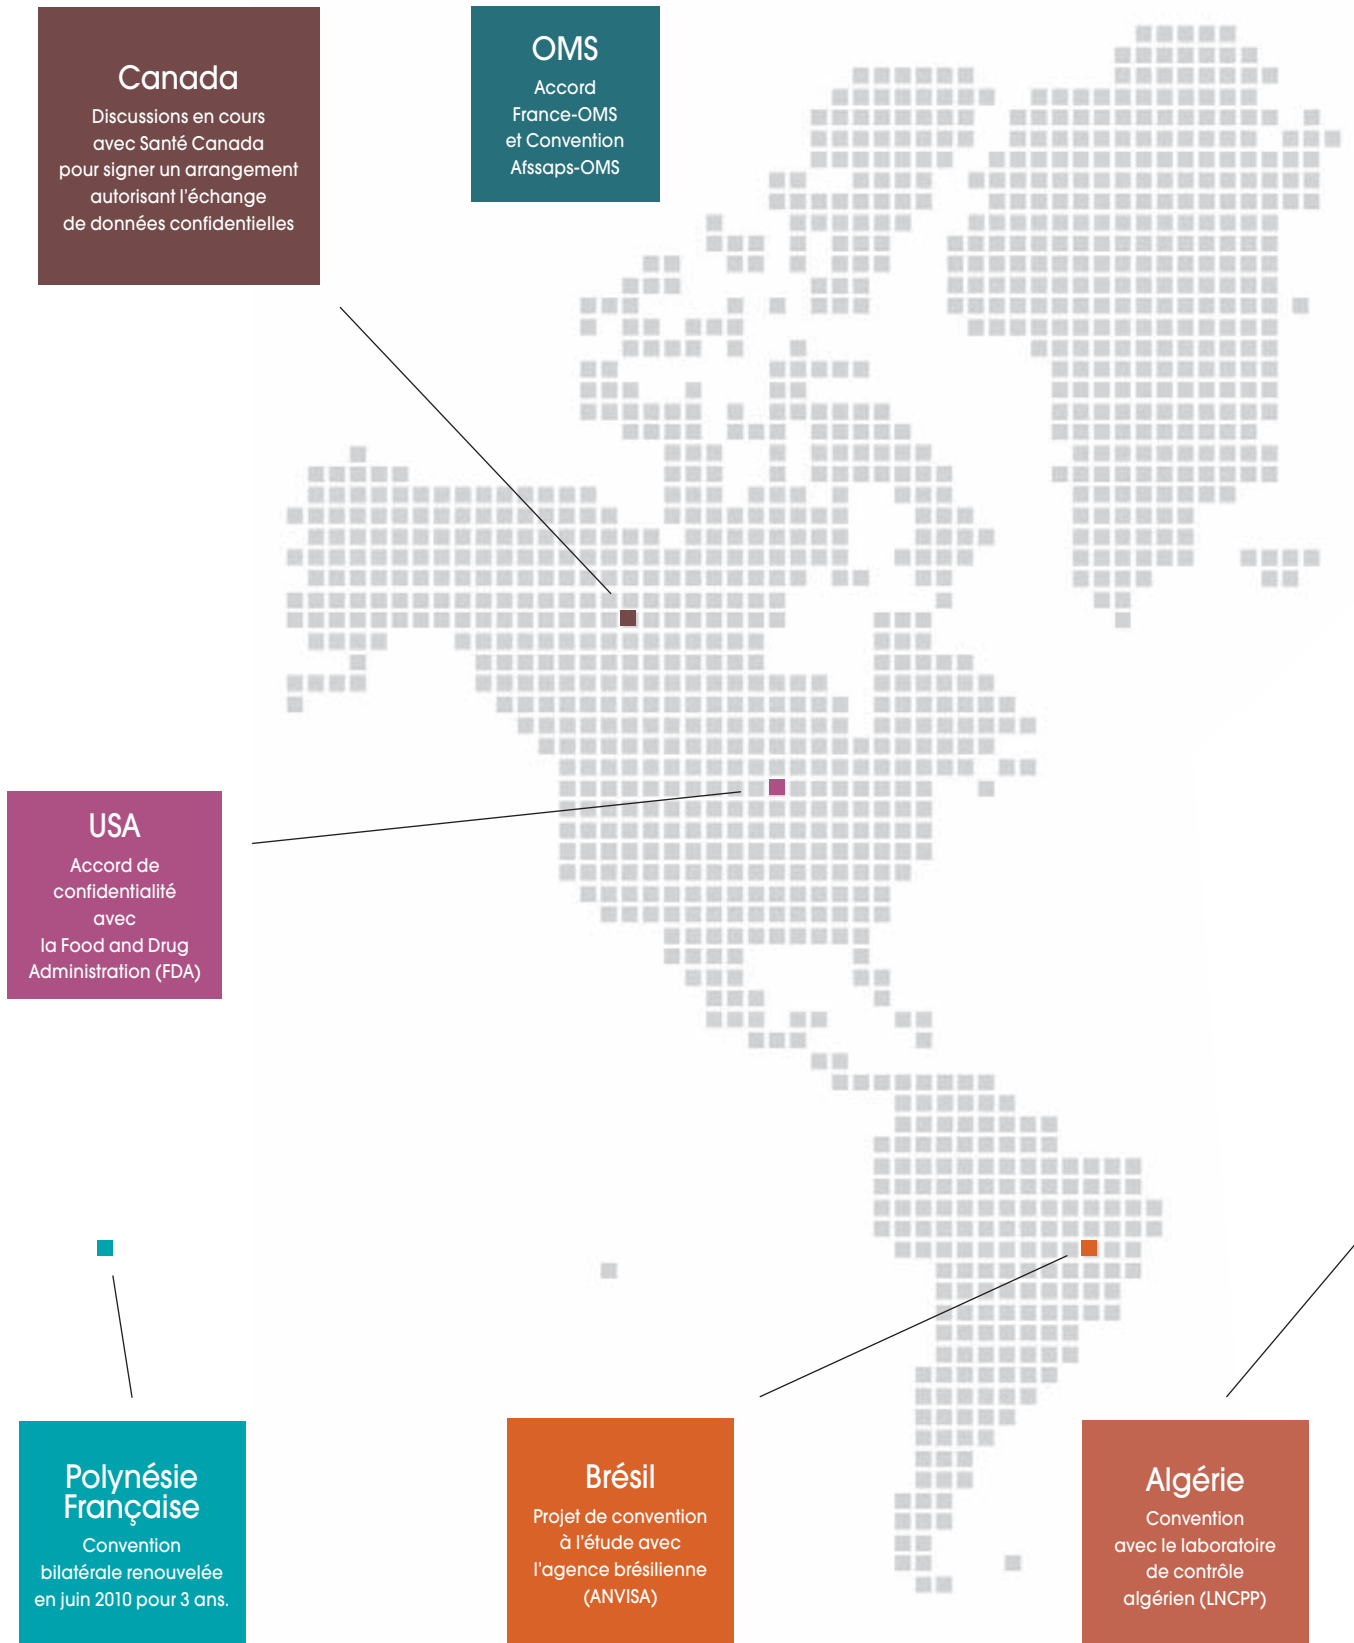 Canada
Discussions en cours
avec Santé Canada
pour signer un arrangement
autorisant l'échange
de données confidentielles
OMS
Accord
France-OMS
et Convention
Afssaps-OMS
USA
Accord de
confidentialité
avec
la Food and Drug
Administration (FDA)
Polynésie
Française
Convention
bilatérale renouvelée
en juin 2010 pour 3 ans.
Brésil
Projet de convention
à l'étude avec
l'agence brésilienne
(ANVISA)
Algérie
Convention
avec le laboratoire
de contrôle
algérien (LNCPP)